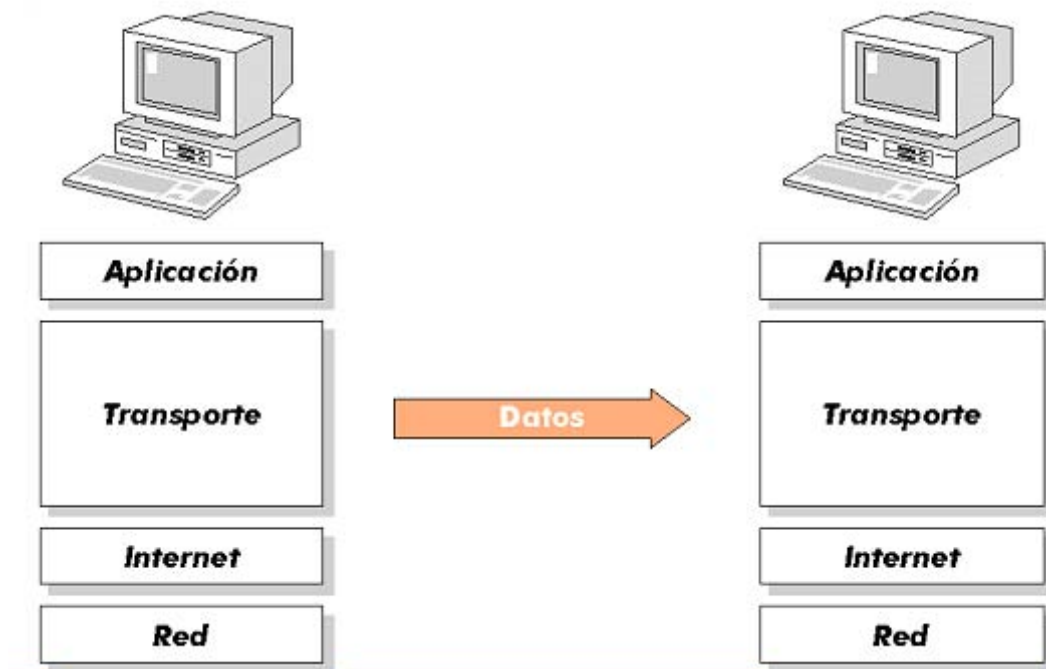 Aplicación
Aplicación
Transporte
Datos
Transporte
Internet
Internet
Red
Red